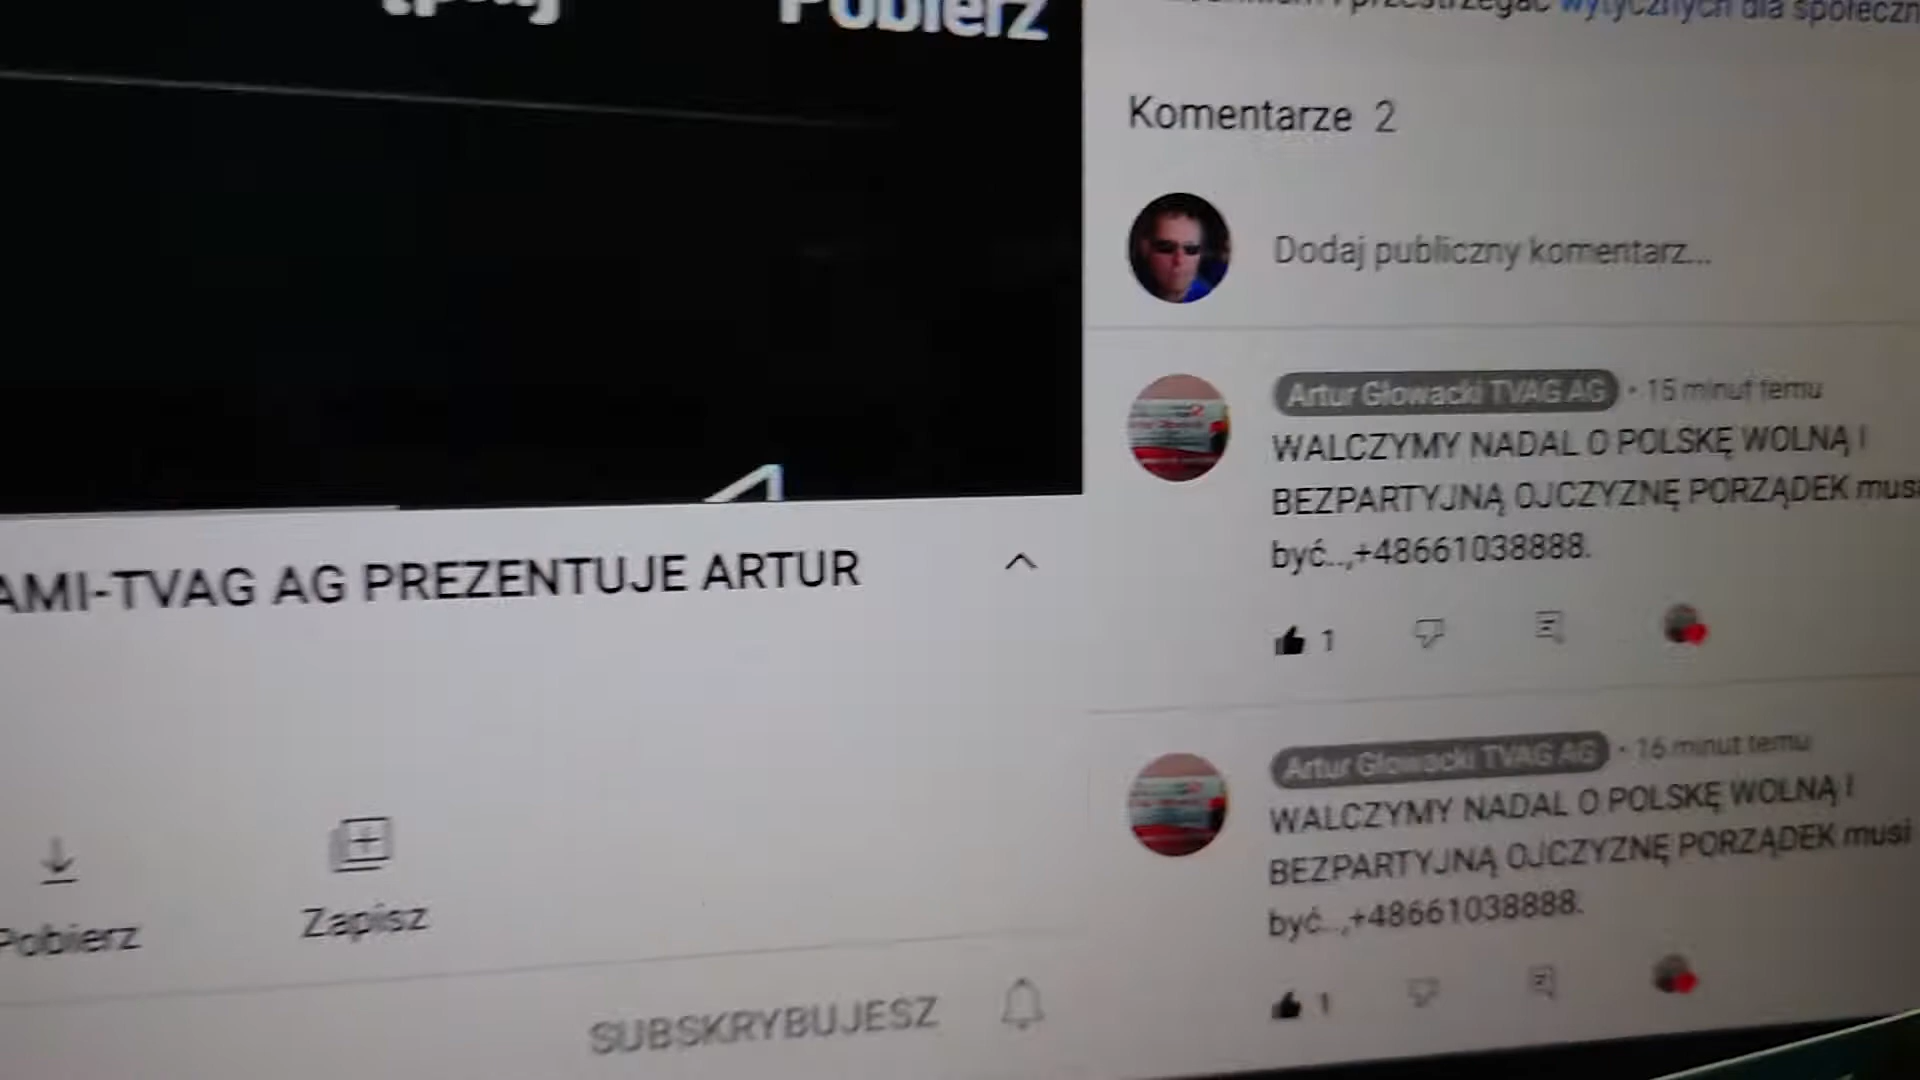 Pobierz
przestrzegać wytycznych dla społeczn
Komentarze 2
Dodaj publiczny komentarz...
Artur Głowacki TVAG AG · 15 minut temu
WALCZYMY NADAL O POLSKĘ WOLNĄ I
BEZPARTYJNĄ OJCZYZNĘ PORZĄDEK musi
być..,+48661038888.
1
AMI-TVAG AG PREZENTUJE ARTUR
Artur Głowacki TVAG AG · 16 minut temu
WALCZYMY NADAL O POLSKĘ WOLNĄ I
BEZPARTYJNĄ OJCZYZNĘ PORZĄDEK musi
być..,+48661038888.
1
Pobierz
Zapisz
SUBSKRYBUJESZ